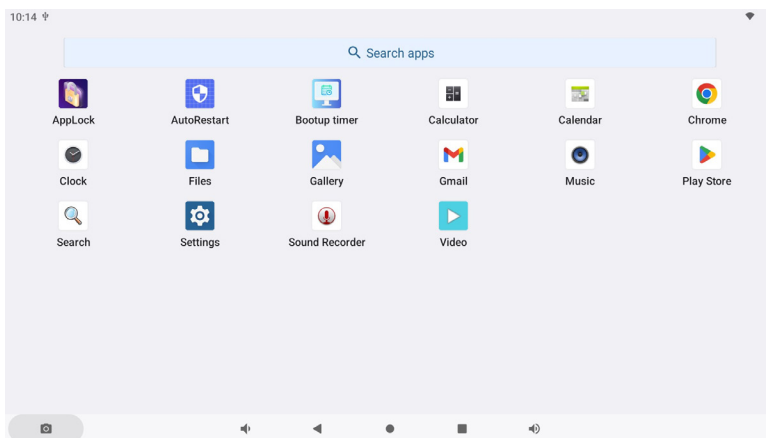 10:14
Search apps
AppLock
AutoRestart
Bootup timer
Calculator
Calendar
Chrome
Clock
Files
Gallery
Gmail
Music
Play Store
Search
Settings
Sound Recorder
Video